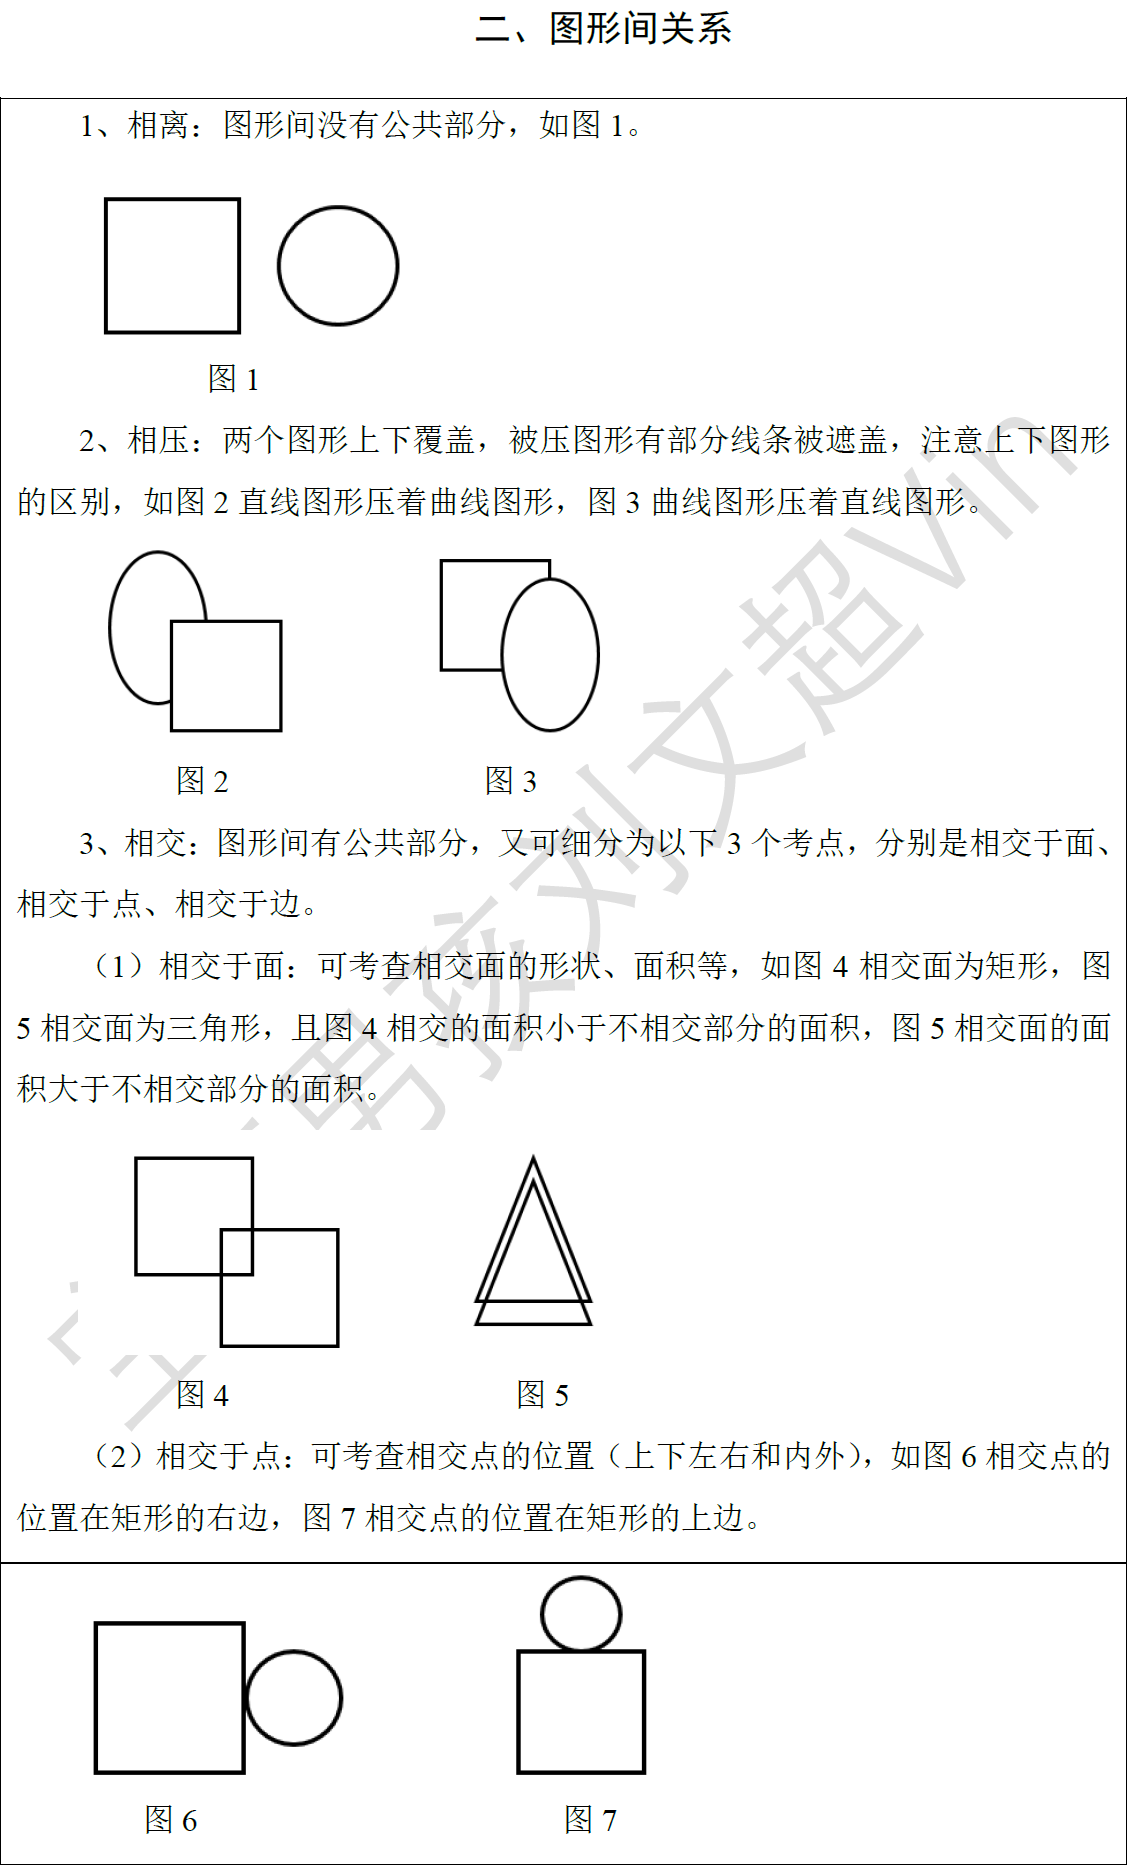 二、图形间关系
1、相离：图形间没有公共部分，如图 1。
图 1
2、相压：两个图形上下覆盖，被压图形有部分线条被遮盖，注意上下图形
的区别，如图 2 直线图形压着曲线图形，图 3 曲线图形压着直线图形。
图 2
图 3
3、相交：图形间有公共部分，又可细分为以下 3 个考点，分别是相交于面、
相交于点、相交于边。
（1）相交于面：可考查相交面的形状、面积等，如图 4 相交面为矩形，图
5 相交面为三角形，且图 4 相交的面积小于不相交部分的面积，图 5 相交面的面
积大于不相交部分的面积。
图 4
图 5
（2）相交于点：可考查相交点的位置（上下左右和内外），如图 6 相交点的
位置在矩形的右边，图 7 相交点的位置在矩形的上边。
图 6
图 7
男孩刘文超Vin